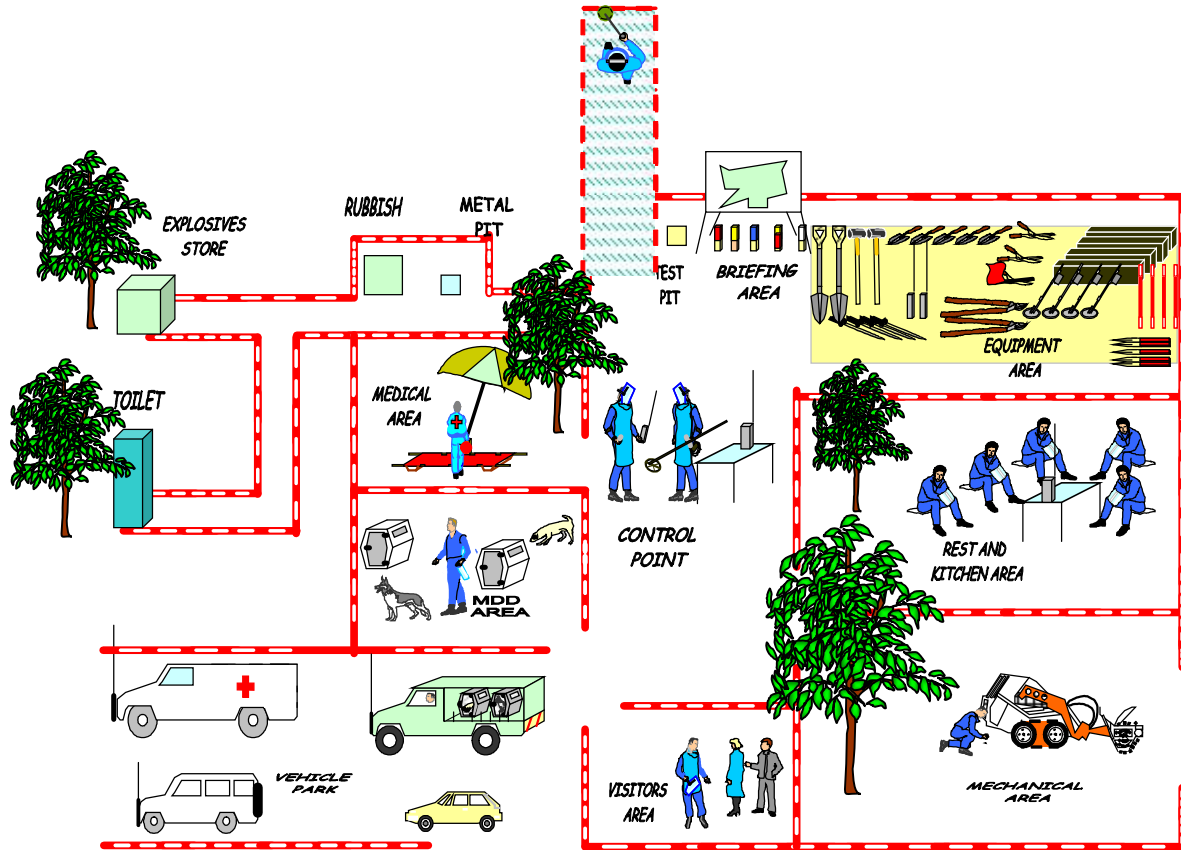 EXPLOSIVES
STORE
RUBBISH
METAL
PIT
TEST
PIT
BRIEFING
AREA
EQUIPMENT
AREA
TOILET
MEDICAL
AREA
CONTROL
POINT
REST AND
KITCHEN AREA
MDD
AREA
VEHICLE
PARK
VISITORS
AREA
MECHANICAL
AREA